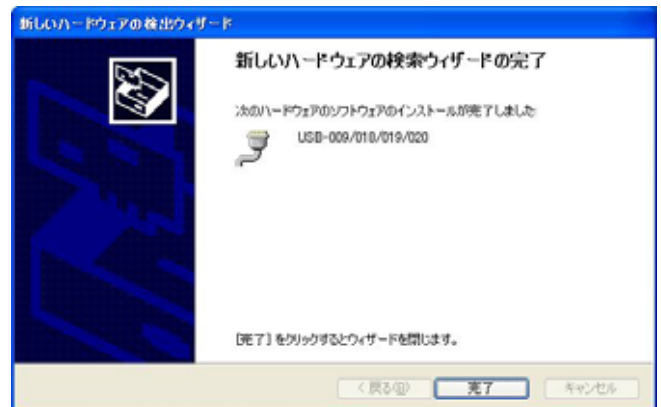 新しいハードウェアの検出ウィザード
新しいハードウェアの検索ウィザードの完了
次のハードウェアのソフトウェアのインストールが完了しました
USB-009/010/019/020
[完了] をクリックするとウィザードを閉じます。
< 戻る(B)
完了
キャンセル